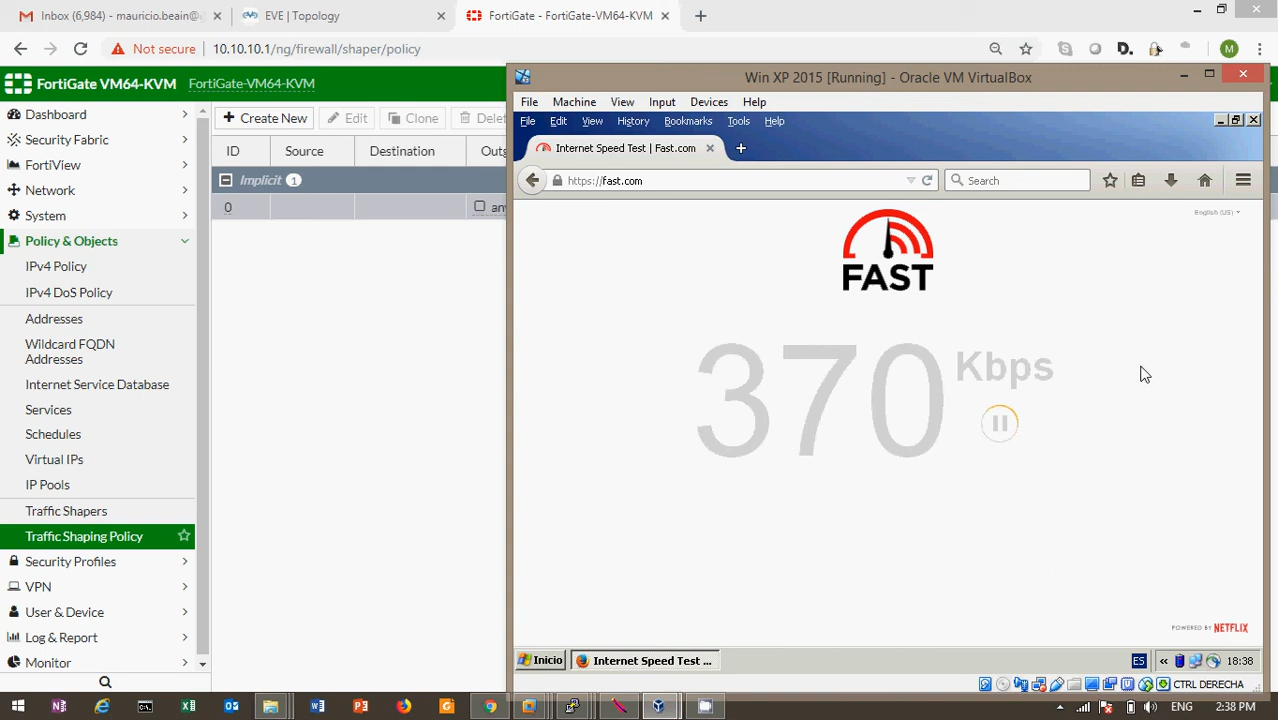 Inbox (6,984) - mauricio.beain@
EVE | Topology
FortiGate - FortiGate-VM64-KVM
Not secure
10.10.10.1/ng/firewall/shaper/policy
M
FortiGate VM64-KVM
FortiGate-VM64-KVM
Dashboard
Security Fabric
FortiView
Network
System
Policy & Objects
IPv4 Policy
IPv4 DoS Policy
Addresses
Wildcard FQDN
Addresses
Internet Service Database
Services
Schedules
Virtual IPs
IP Pools
Traffic Shapers
Traffic Shaping Policy
Security Profiles
VPN
User & Device
Log & Report
Monitor
Create New
Edit
Clone
Delet
ID
Source
Destination
Outg
Implicit 1
0
any
Win XP 2015 [Running] - Oracle VM VirtualBox
File Machine View Input Devices Help
File Edit View History Bookmarks Tools Help
Internet Speed Test | Fast.com
https://fast.com
Search
English (US)
FAST
370 Kbps
POWERED BY NETFLIX
Inicio
Internet Speed Test ...
ES
18:38
CTRL DERECHA
ENG
2:38 PM